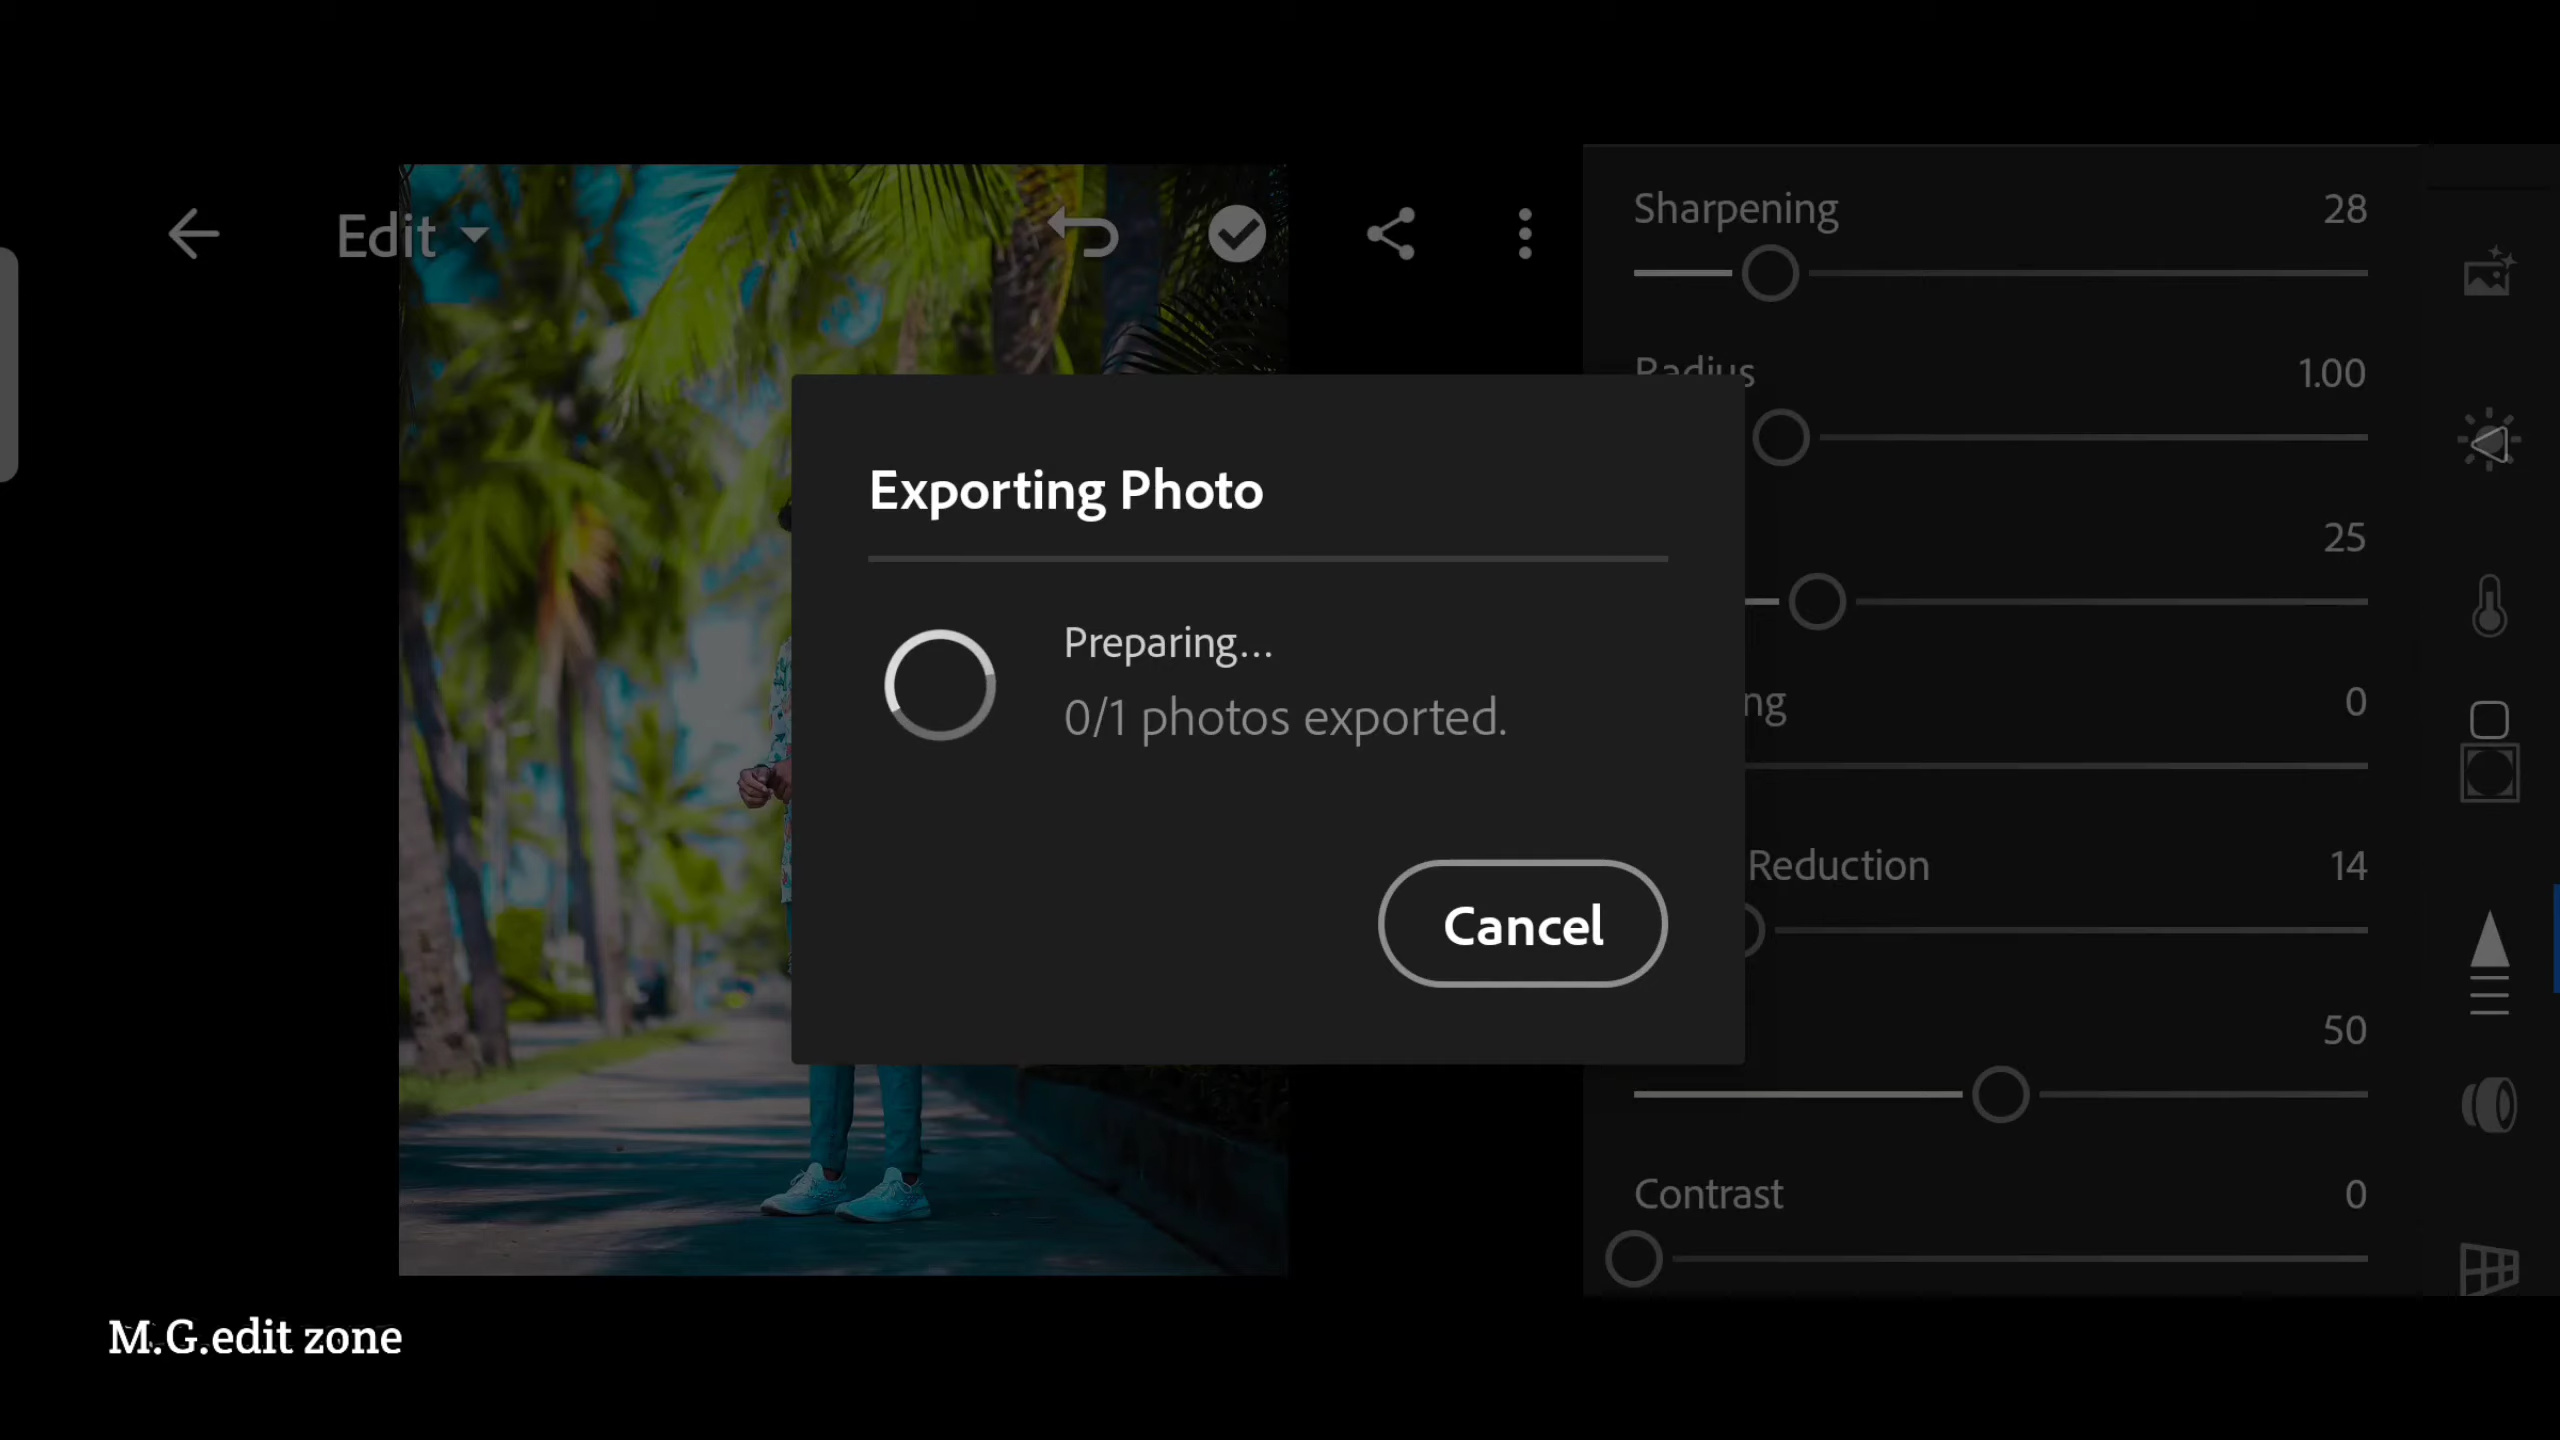 Edit
Sharpening 28
Radius 1.00
25
Exporting Photo
Preparing...
0/1 photos exported.
ng 0
Reduction 14
Cancel
50
Contrast 0
M.G.edit zone